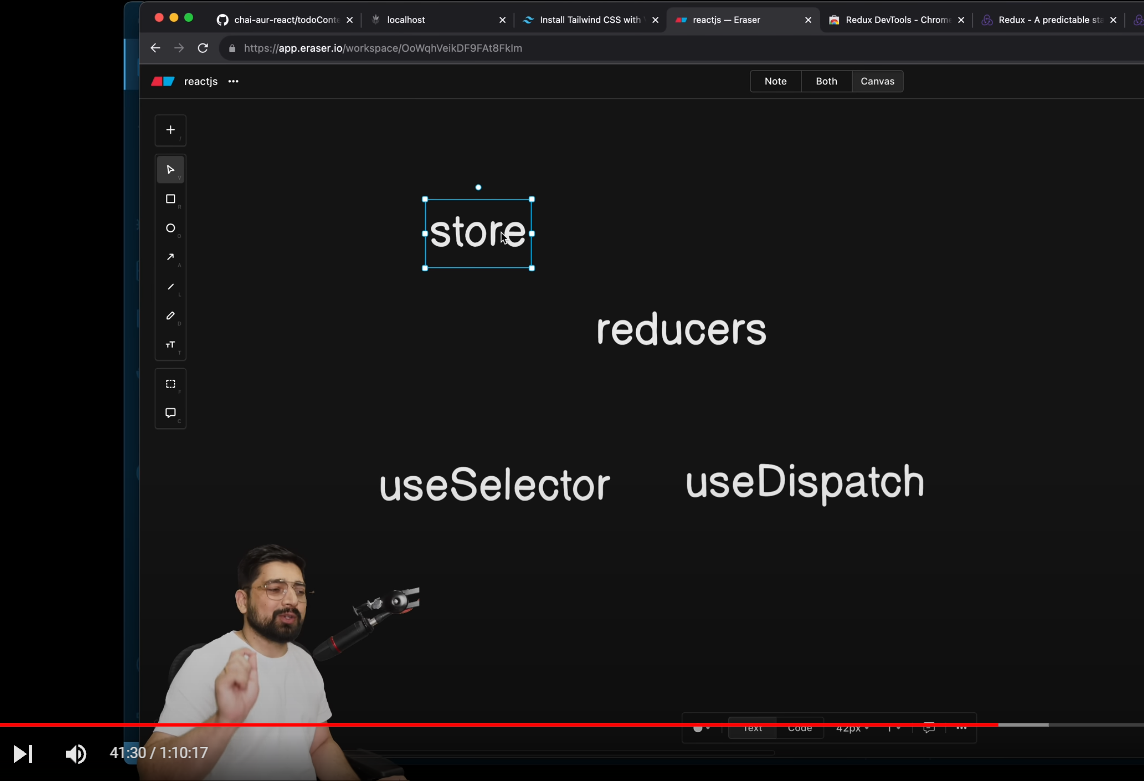 chai-aur-react/todoConte
localhost
Install Tailwind CSS with
reactjs — Eraser
Redux DevTools - Chrom
Redux - A predictable sta
https://app.eraser.io/workspace/OoWqhVeikDF9FAt8Fklm
reactjs
Note
Both
Canvas
store
reducers
useSelector
useDispatch
Text
Code
42px
41:30 / 1:10:17